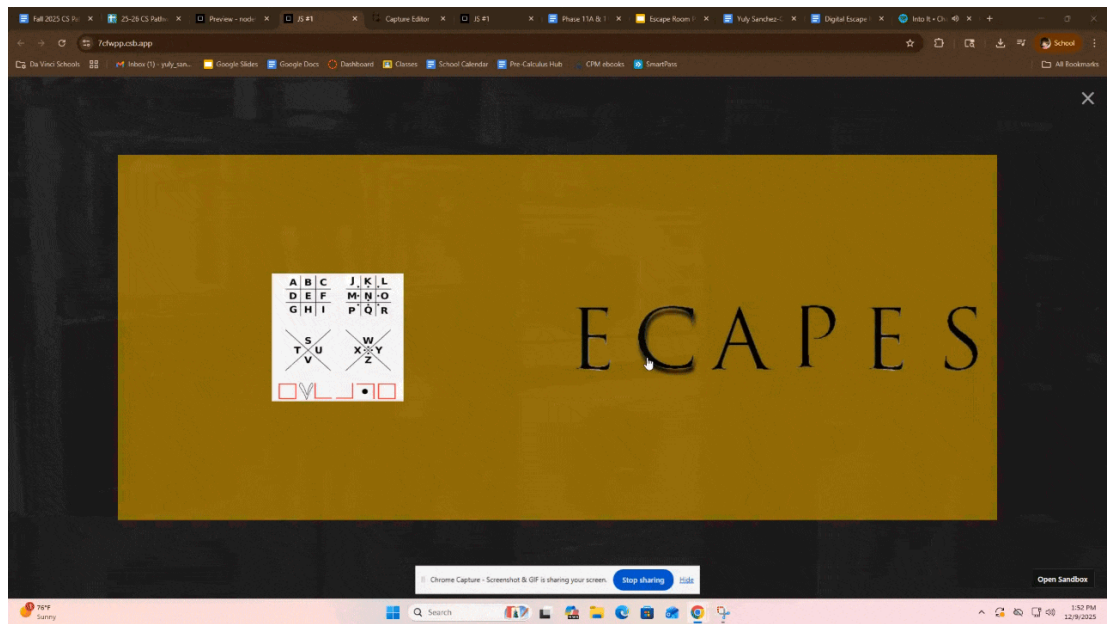 Fall 2025 CS Pat
25-26 CS Pathw
Preview - node
JS #1
Capture Editor
JS #1
Phase 11A & 1
Escape Room P
Yuly Sanchez-C
Digital Escape
Into It • Ch
7cfwpp.csb.app
School
Da Vinci Schools
Inbox (1) - yuly_san...
Google Slides
Google Docs
Dashboard
Classes
School Calendar
Pre-Calculus Hub
CPM ebooks
SmartPass
All Bookmarks
A B C J K L
D E F M N O
G H I P Q R
S W
T U X Y
V Z
E C A P E S
Chrome Capture - Screenshot & GIF is sharing your screen.
Stop sharing
Hide
Open Sandbox
76°F
Sunny
Search
1:52 PM
12/9/2025